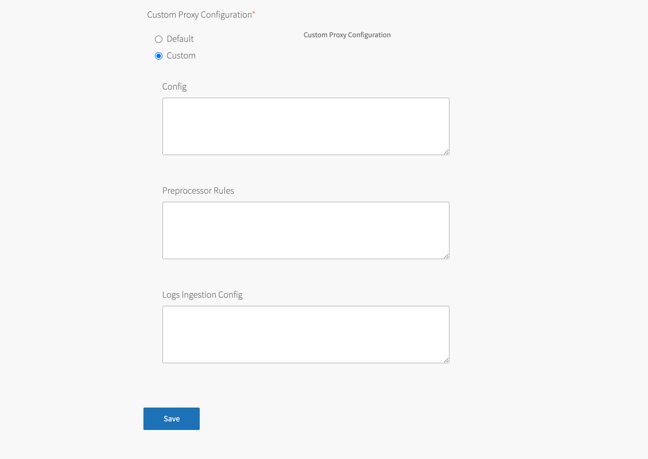 Custom Proxy Configuration*
Default
Custom Proxy Configuration
Custom
Config
Preprocessor Rules
Logs Ingestion Config
Save